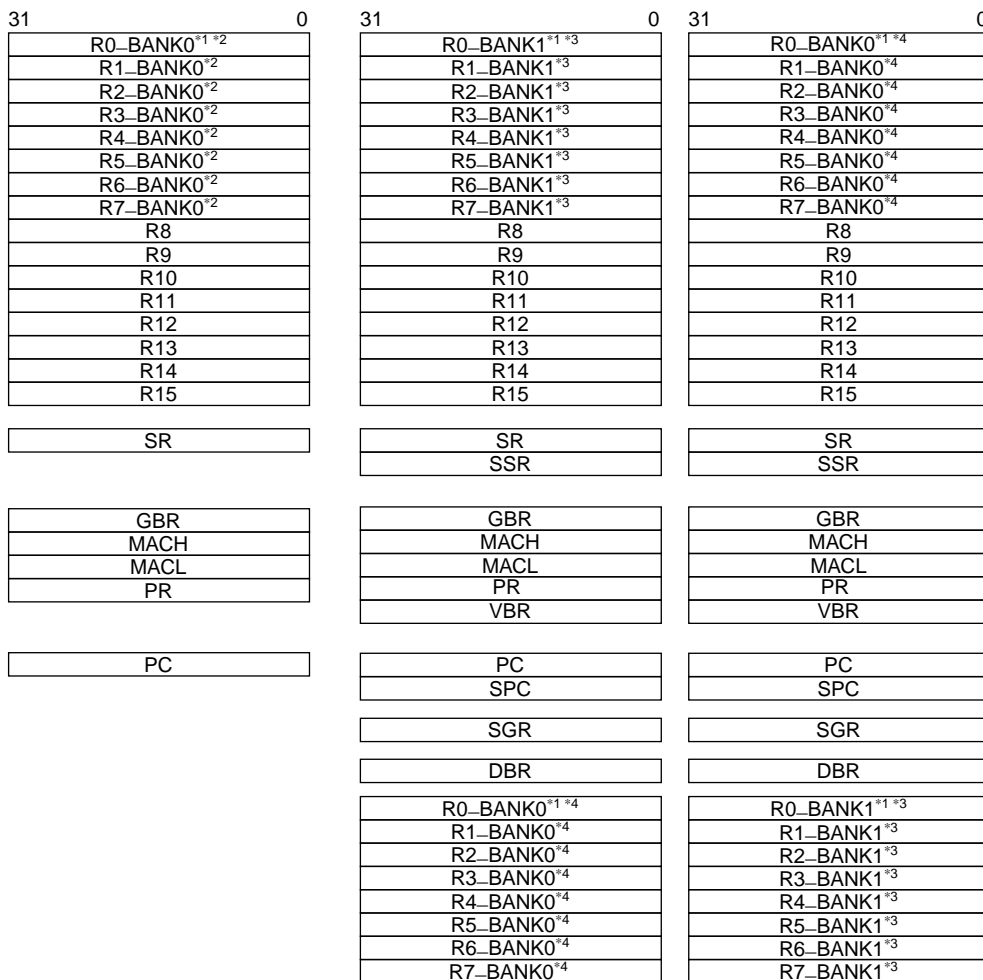 31 0
R0_BANK0*1 *2
R1_BANK0*2
R2_BANK0*2
R3_BANK0*2
R4_BANK0*2
R5_BANK0*2
R6_BANK0*2
R7_BANK0*2
R8
R9
R10
R11
R12
R13
R14
R15
SR
GBR
MACH
MACL
PR
PC
31 0
R0_BANK1*1 *3
R1_BANK1*3
R2_BANK1*3
R3_BANK1*3
R4_BANK1*3
R5_BANK1*3
R6_BANK1*3
R7_BANK1*3
R8
R9
R10
R11
R12
R13
R14
R15
SR
SSR
GBR
MACH
MACL
PR
VBR
PC
SPC
SGR
DBR
R0_BANK0*1 *4
R1_BANK0*4
R2_BANK0*4
R3_BANK0*4
R4_BANK0*4
R5_BANK0*4
R6_BANK0*4
R7_BANK0*4
31 0
R0_BANK0*1 *4
R1_BANK0*4
R2_BANK0*4
R3_BANK0*4
R4_BANK0*4
R5_BANK0*4
R6_BANK0*4
R7_BANK0*4
R8
R9
R10
R11
R12
R13
R14
R15
SR
SSR
GBR
MACH
MACL
PR
VBR
PC
SPC
SGR
DBR
R0_BANK1*1 *3
R1_BANK1*3
R2_BANK1*3
R3_BANK1*3
R4_BANK1*3
R5_BANK1*3
R6_BANK1*3
R7_BANK1*3